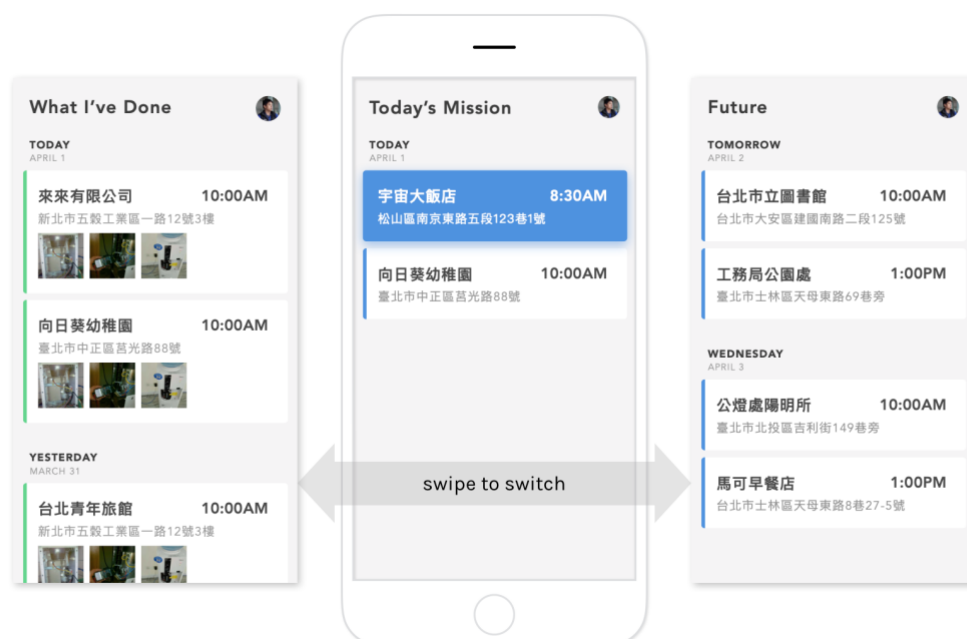 What I've Done
TODAY
APRIL 1
來來有限公司 10:00AM
新北市五穀工業區一路12號3樓
向日葵幼稚園 10:00AM
臺北市中正區莒光路88號
YESTERDAY
MARCH 31
台北青年旅館 10:00AM
新北市五穀工業區一路12號3樓
Today's Mission
TODAY
APRIL 1
宇宙大飯店 8:30AM
松山區南京東路五段123巷1號
向日葵幼稚園 10:00AM
臺北市中正區莒光路88號
swipe to switch
Future
TOMORROW
APRIL 2
台北市立圖書館 10:00AM
台北市大安區建國南路二段125號
工務局公園處 1:00PM
臺北市士林區天母東路69巷旁
WEDNESDAY
APRIL 3
公燈處陽明所 10:00AM
臺北市北投區吉利街149巷旁
馬可早餐店 1:00PM
台北市士林區天母東路8巷27-5號